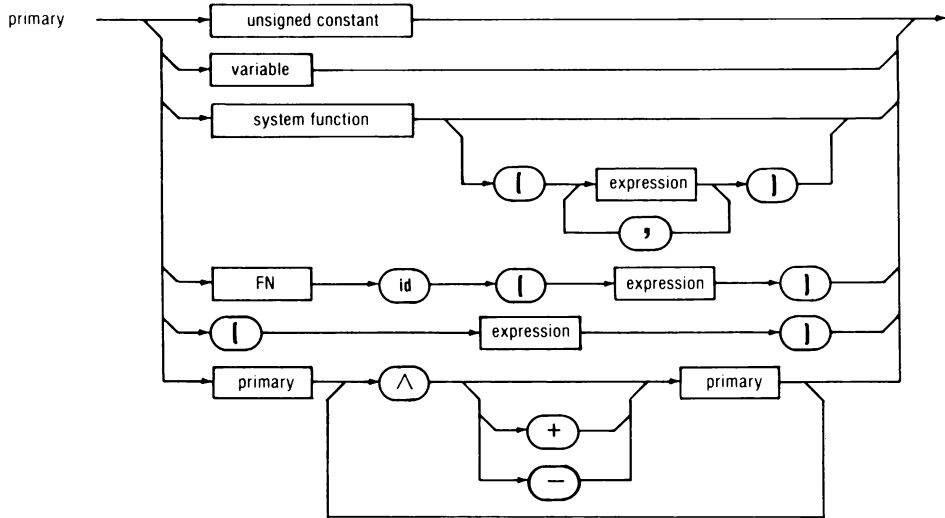 primary
unsigned constant
variable
system function
( expression )
,
FN id ( expression )
( expression )
primary ^ primary
+
−